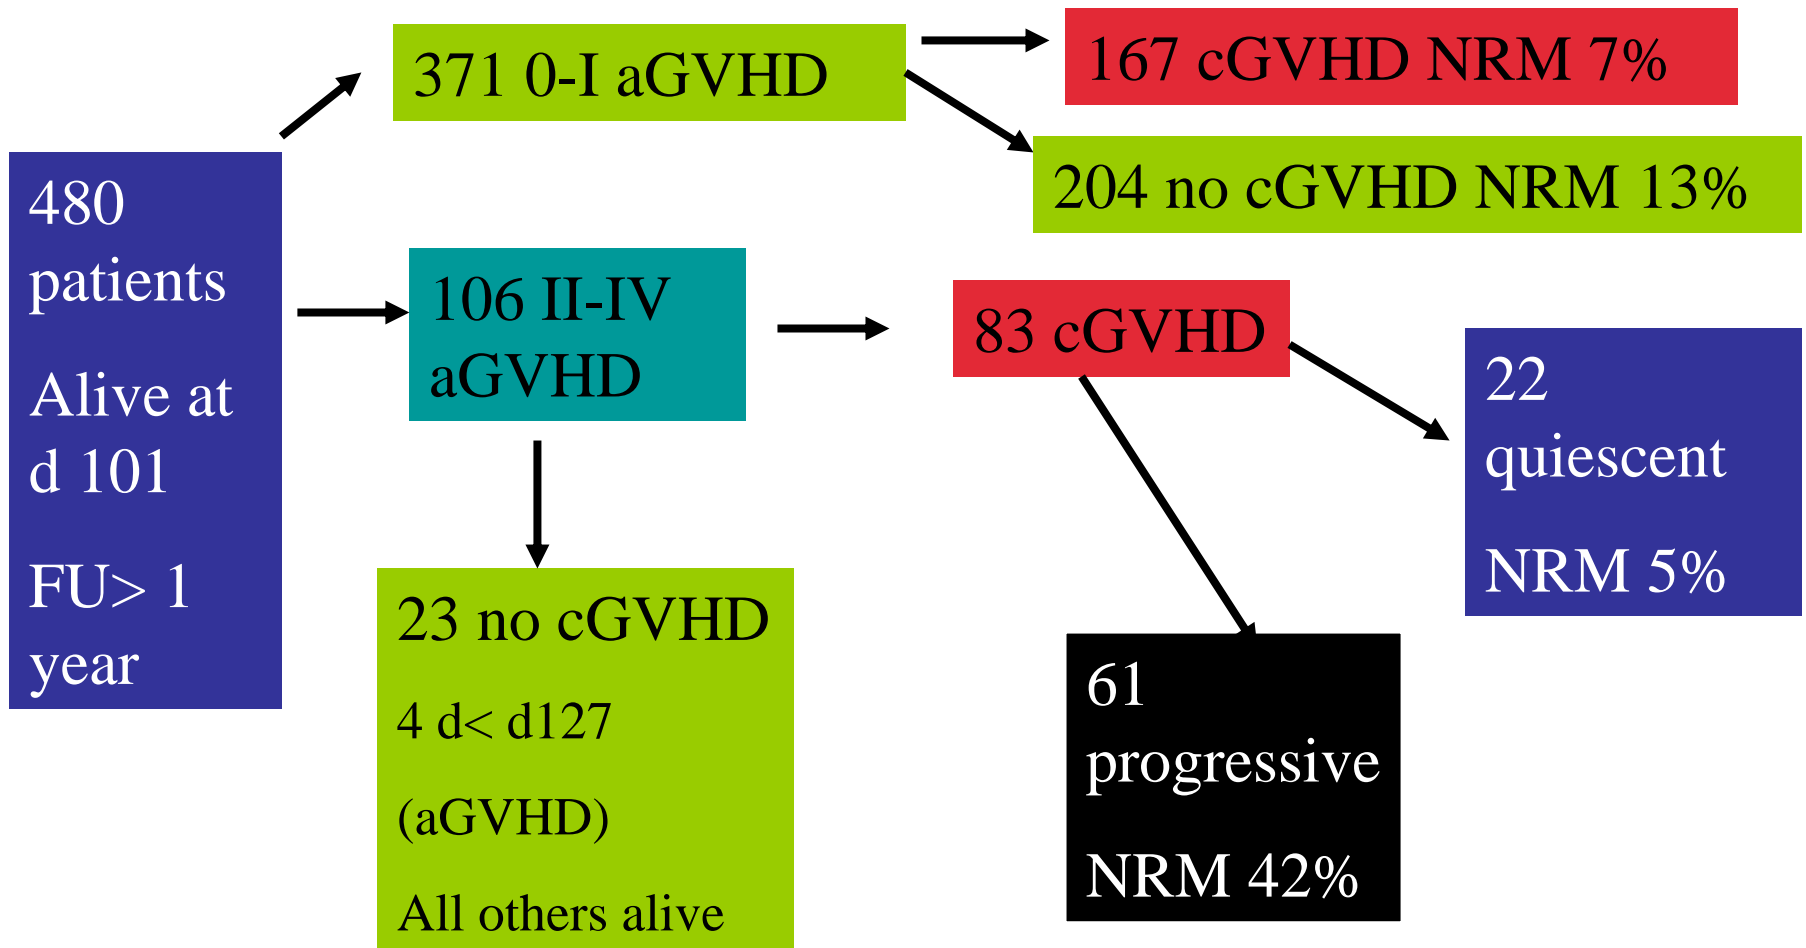 480
patients
Alive at
d 101
FU> 1
year
371 0-I aGVHD
167 cGVHD NRM 7%
204 no cGVHD NRM 13%
106 II-IV
aGVHD
83 cGVHD
22
quiescent
NRM 5%
61
progressive
NRM 42%
23 no cGVHD
4 d< d127
(aGVHD)
All others alive